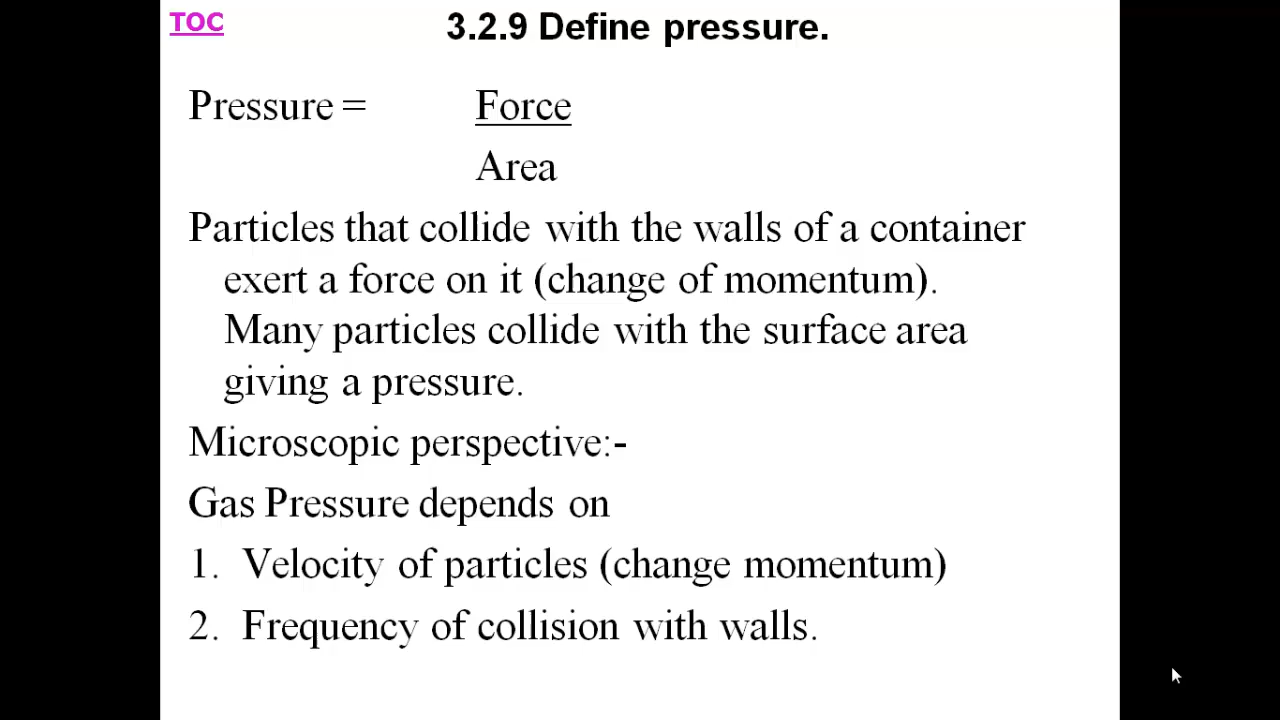 TOC
3.2.9 Define pressure.
Pressure = Force
Area
Particles that collide with the walls of a container
exert a force on it (change of momentum).
Many particles collide with the surface area
giving a pressure.
Microscopic perspective:-
Gas Pressure depends on
1. Velocity of particles (change momentum)
2. Frequency of collision with walls.